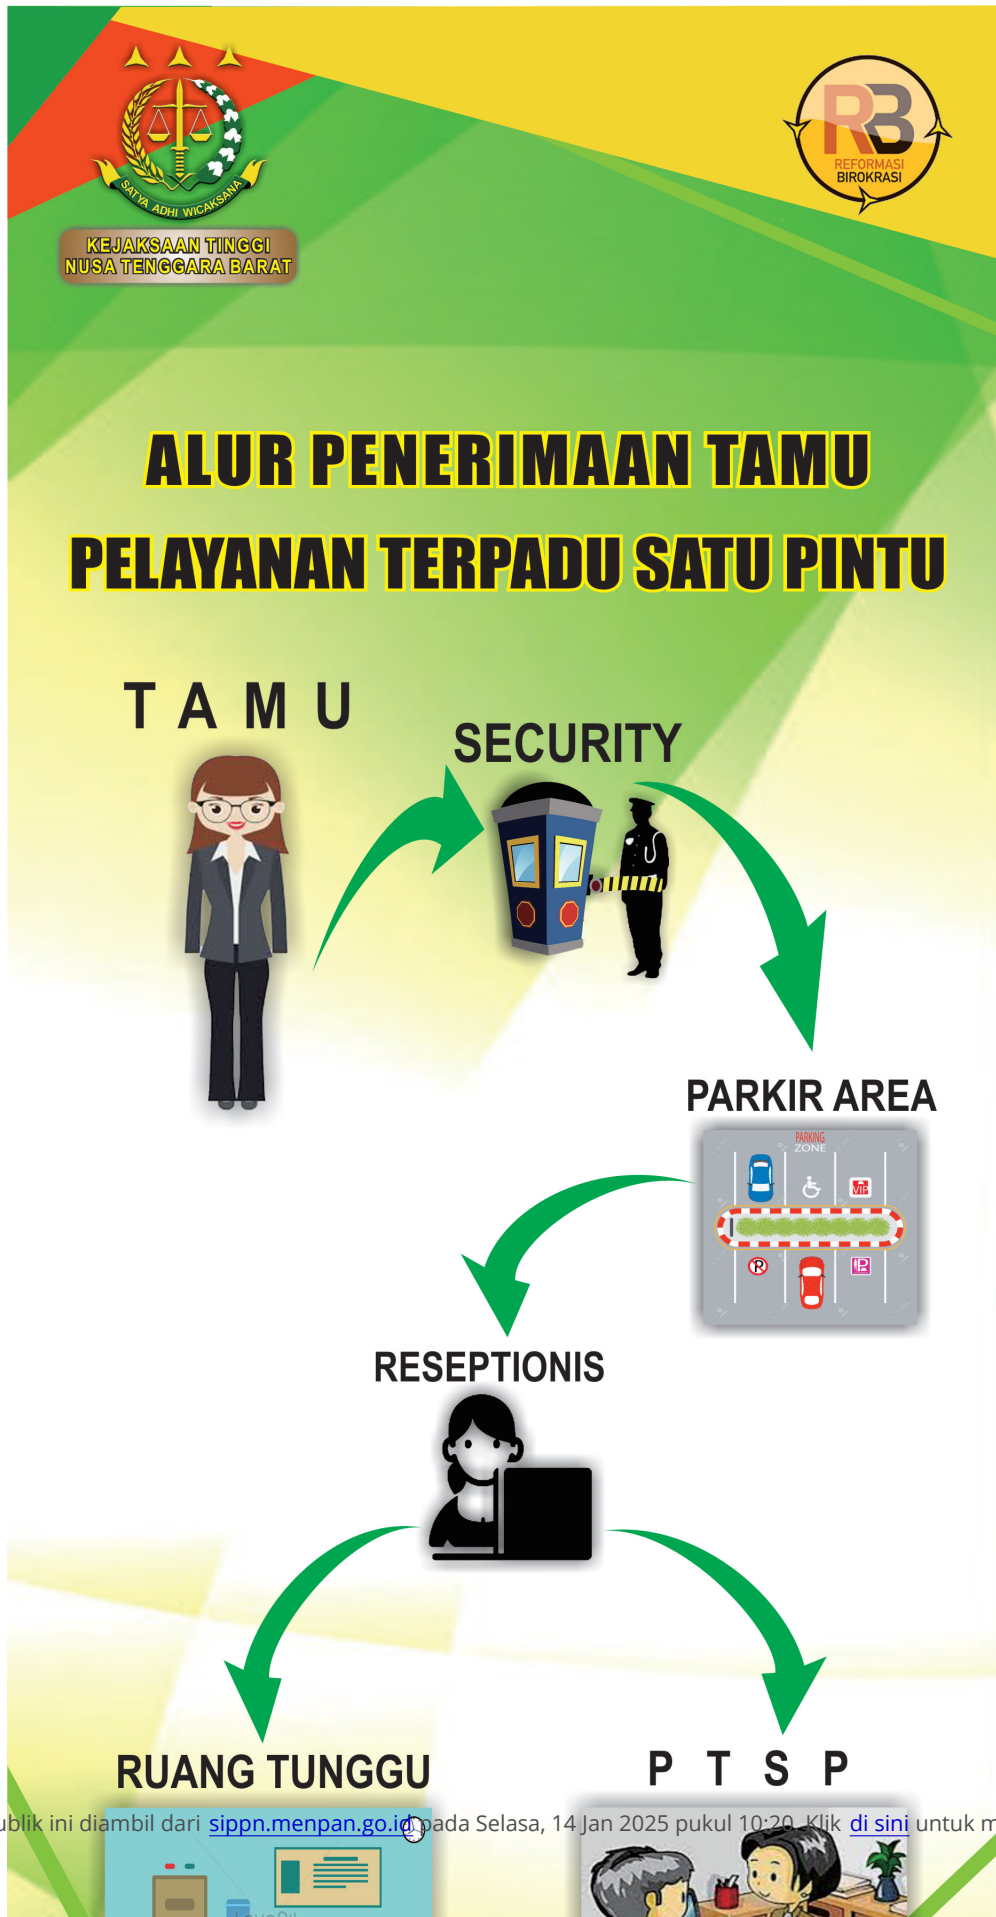 SATYA ADHI WICAKSANA
KEJAKSAAN TINGGI
NUSA TENGGARA BARAT
RB
REFORMASI
BIROKRASI
ALUR PENERIMAAN TAMU
PELAYANAN TERPADU SATU PINTU
T A M U
SECURITY
PARKIR AREA
PARKING
ZONE
VIP
P
P
RESEPTIONIS
RUANG TUNGGU
P T S P
ublik ini diambil dari sippn.menpan.go.id pada Selasa, 14 Jan 2025 pukul 10:20. Klik di sini untuk m